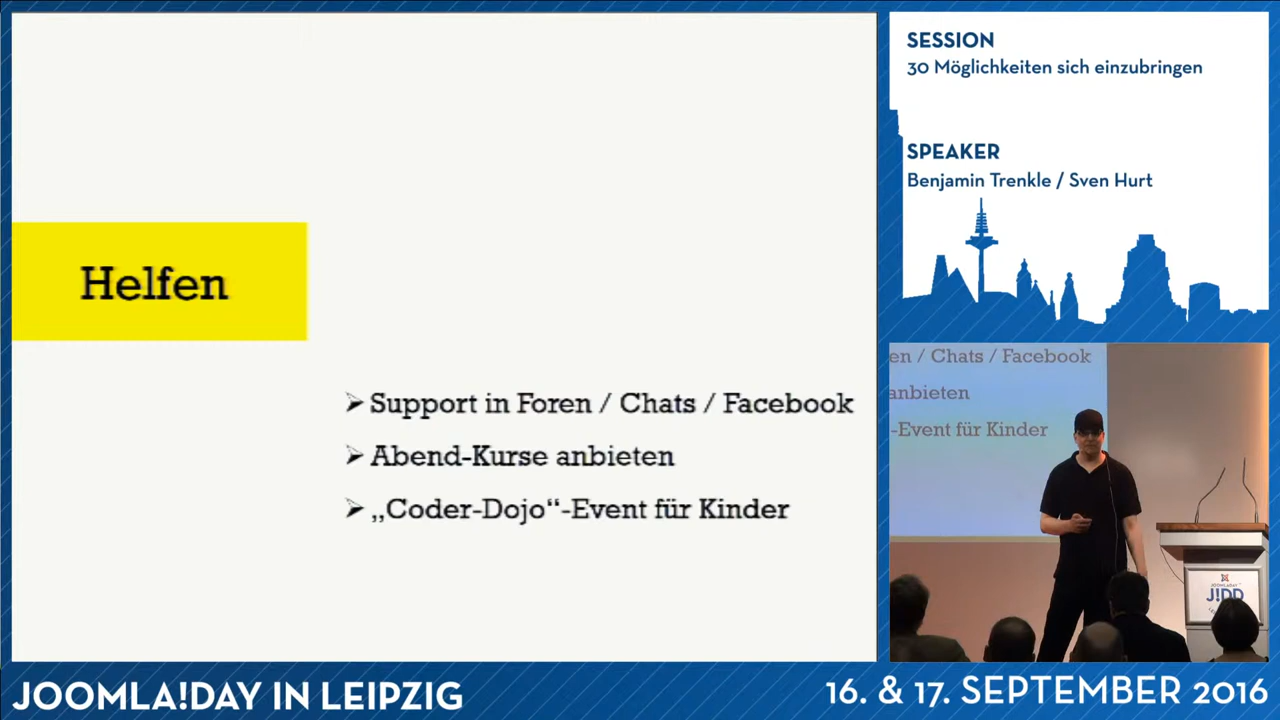 Helfen
➢ Support in Foren / Chats / Facebook
➢ Abend-Kurse anbieten
➢ „Coder-Dojo“-Event für Kinder
SESSION
30 Möglichkeiten sich einzubringen
SPEAKER
Benjamin Trenkle / Sven Hurt
en / Chats / Facebook
anbieten
-Event für Kinder
JOOMLA!DAY
J!DD
JOOMLA!DAY IN LEIPZIG
16. & 17. SEPTEMBER 2016